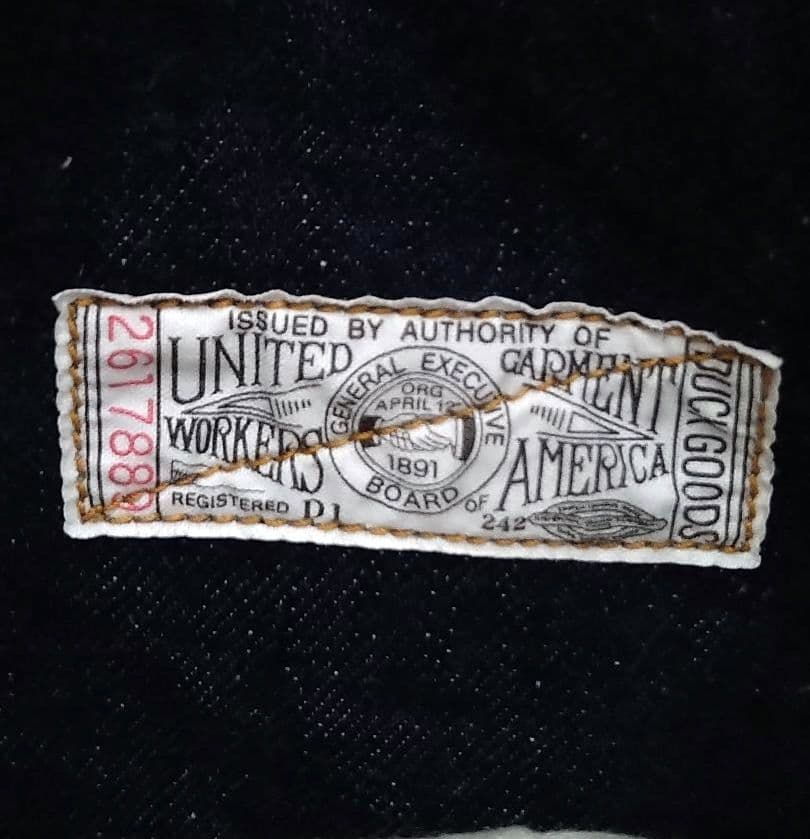 ISSUED BY AUTHORITY OF
UNITED
GARMENT
WORKERS
AMERICA
GENERAL EXECUTIVE
BOARD OF
ORG
APRIL 12
1891
REGISTERED
242
2617889
DUCK GOODS